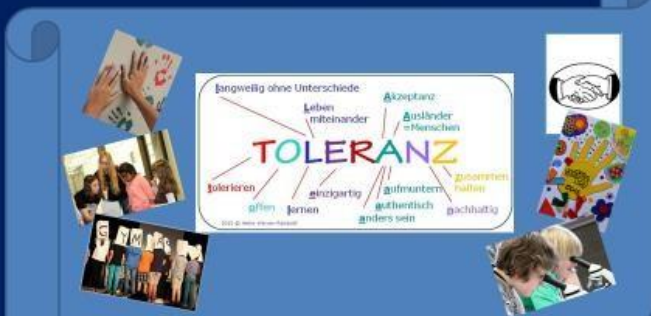 langweilig ohne Unterschiede
Leben
miteinander
Akzeptanz
Ausländer
=Menschen
TOLERANZ
tolerieren
offen
lernen
einzigartig
aufmuntern
authentisch
anders sein
zusammen
halten
nachhaltig